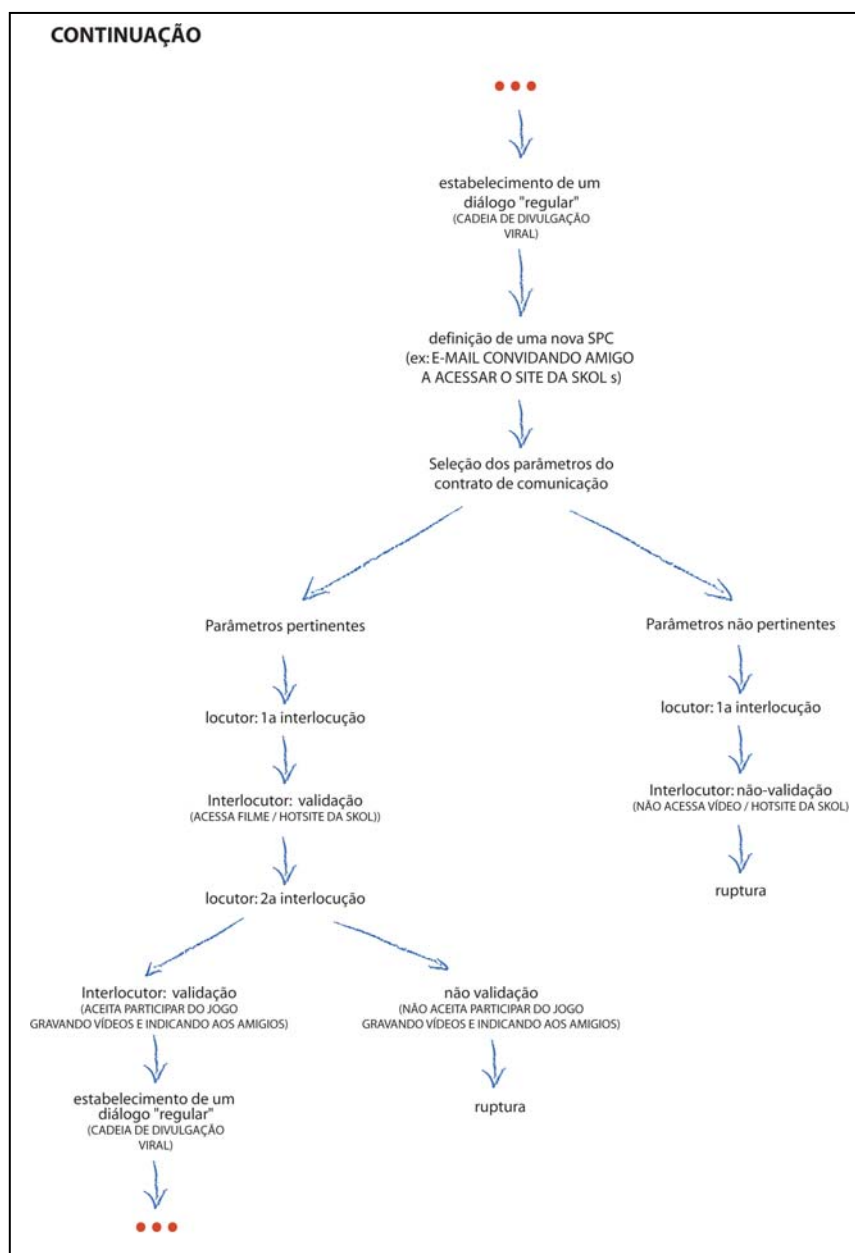 CONTINUAÇÃO
estabelecimento de um
diálogo "regular"
(CADEIA DE DIVULGAÇÃO
VIRAL)
definição de uma nova SPC
(ex: E-MAIL CONVIDANDO AMIGO
A ACESSAR O SITE DA SKOL s)
Seleção dos parâmetros do
contrato de comunicação
Parâmetros pertinentes
Parâmetros não pertinentes
locutor: 1a interlocução
locutor: 1a interlocução
Interlocutor: validação
(ACESSA FILME / HOTSITE DA SKOL))
Interlocutor: não-validação
(NÃO ACESSA VÍDEO / HOTSITE DA SKOL)
locutor: 2a interlocução
ruptura
Interlocutor: validação
(ACEITA PARTICIPAR DO JOGO
GRAVANDO VÍDEOS E INDICANDO AOS AMIGIOS)
não validação
(NÃO ACEITA PARTICIPAR DO JOGO
GRAVANDO VÍDEOS E INDICANDO AOS AMIGIOS)
estabelecimento de um
diálogo "regular"
(CADEIA DE DIVULGAÇÃO
VIRAL)
ruptura